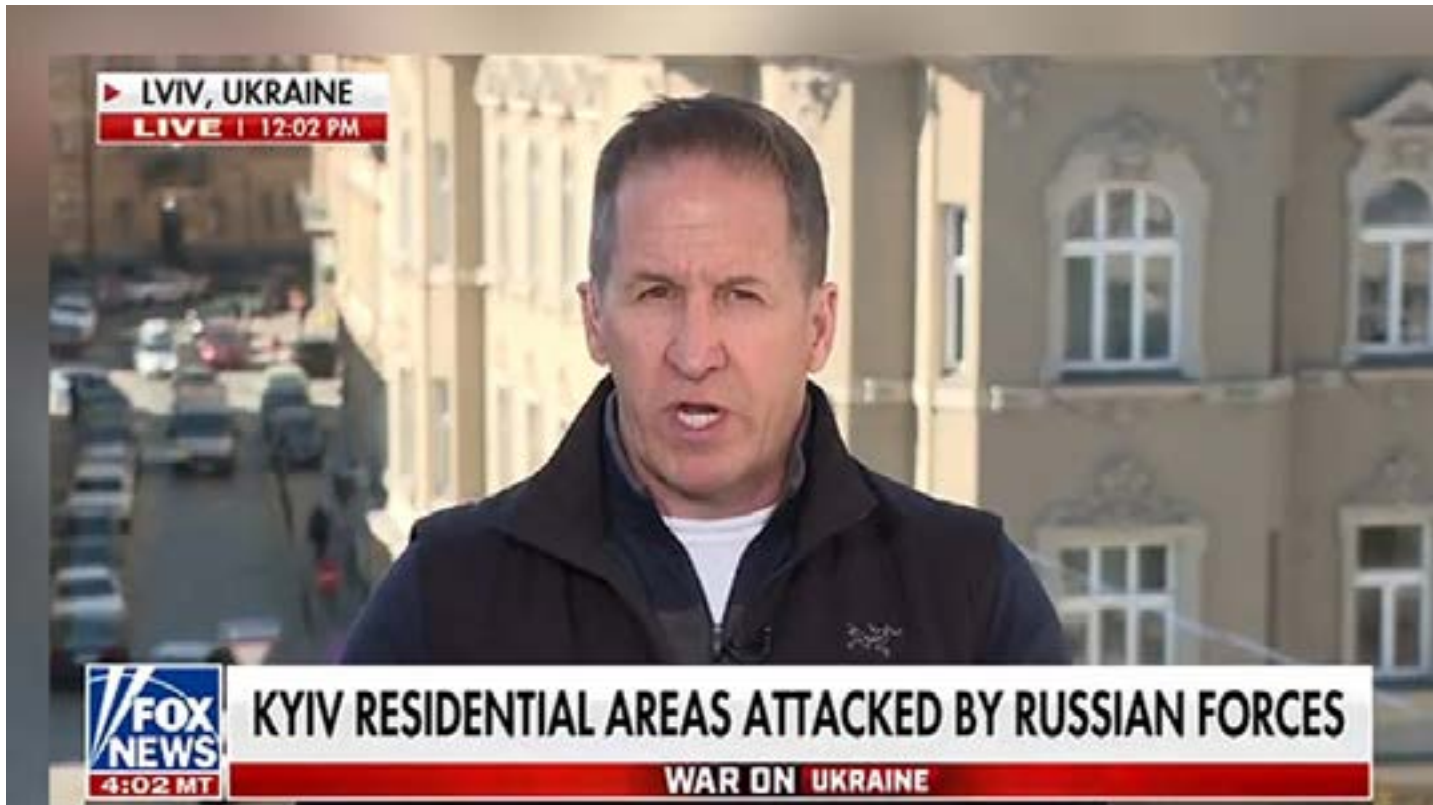 LVIV, UKRAINE
LIVE | 12:02 PM
KYIV RESIDENTIAL AREAS ATTACKED BY RUSSIAN FORCES
FOX
NEWS
4:02 MT
WAR ON UKRAINE